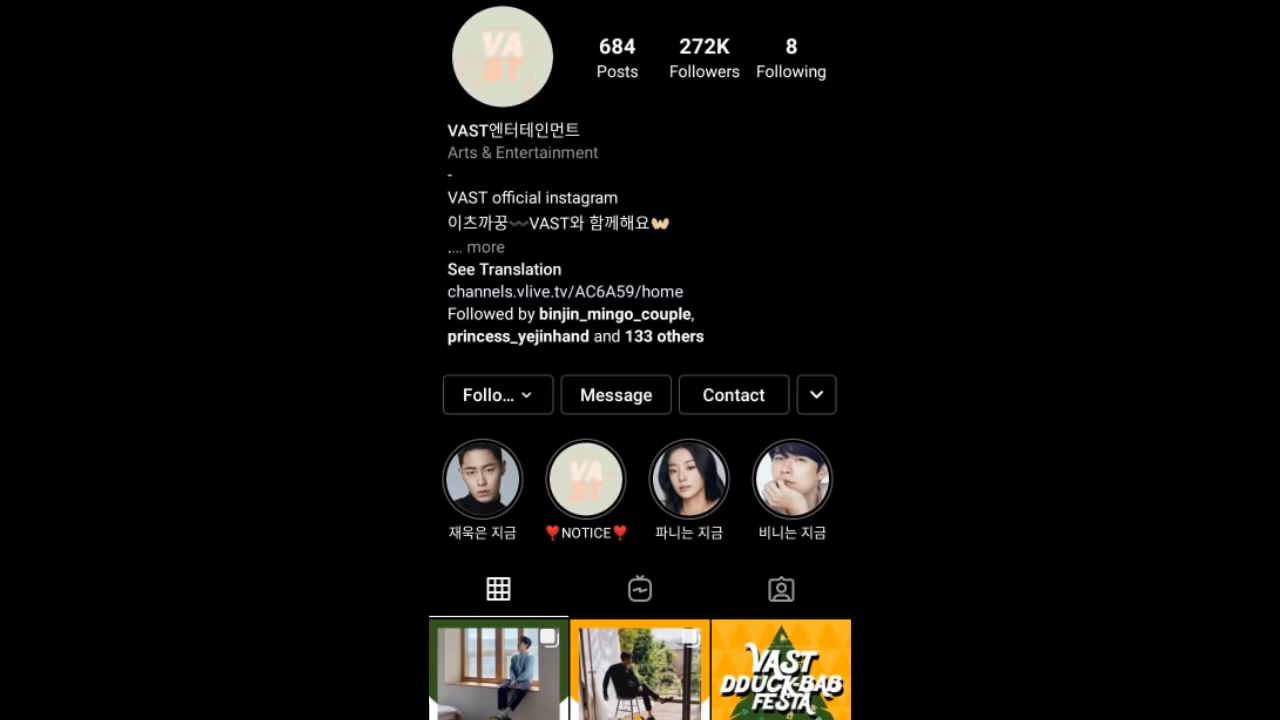 VA
ST
684 272K 8
Posts Followers Following
VAST엔터테인먼트
Arts & Entertainment
-
VAST official instagram
이츠까꿍〰️VAST와 함께해요👐🏼
.... more
See Translation
channels.vlive.tv/AC6A59/home
Followed by binjin_mingo_couple,
princess_yejinhand and 133 others
Follo... Message Contact
VA
ST
재욱은 지금 ❣️NOTICE❣️ 파니는 지금 비니는 지금
VAST
DDUCK-BAB
FESTA